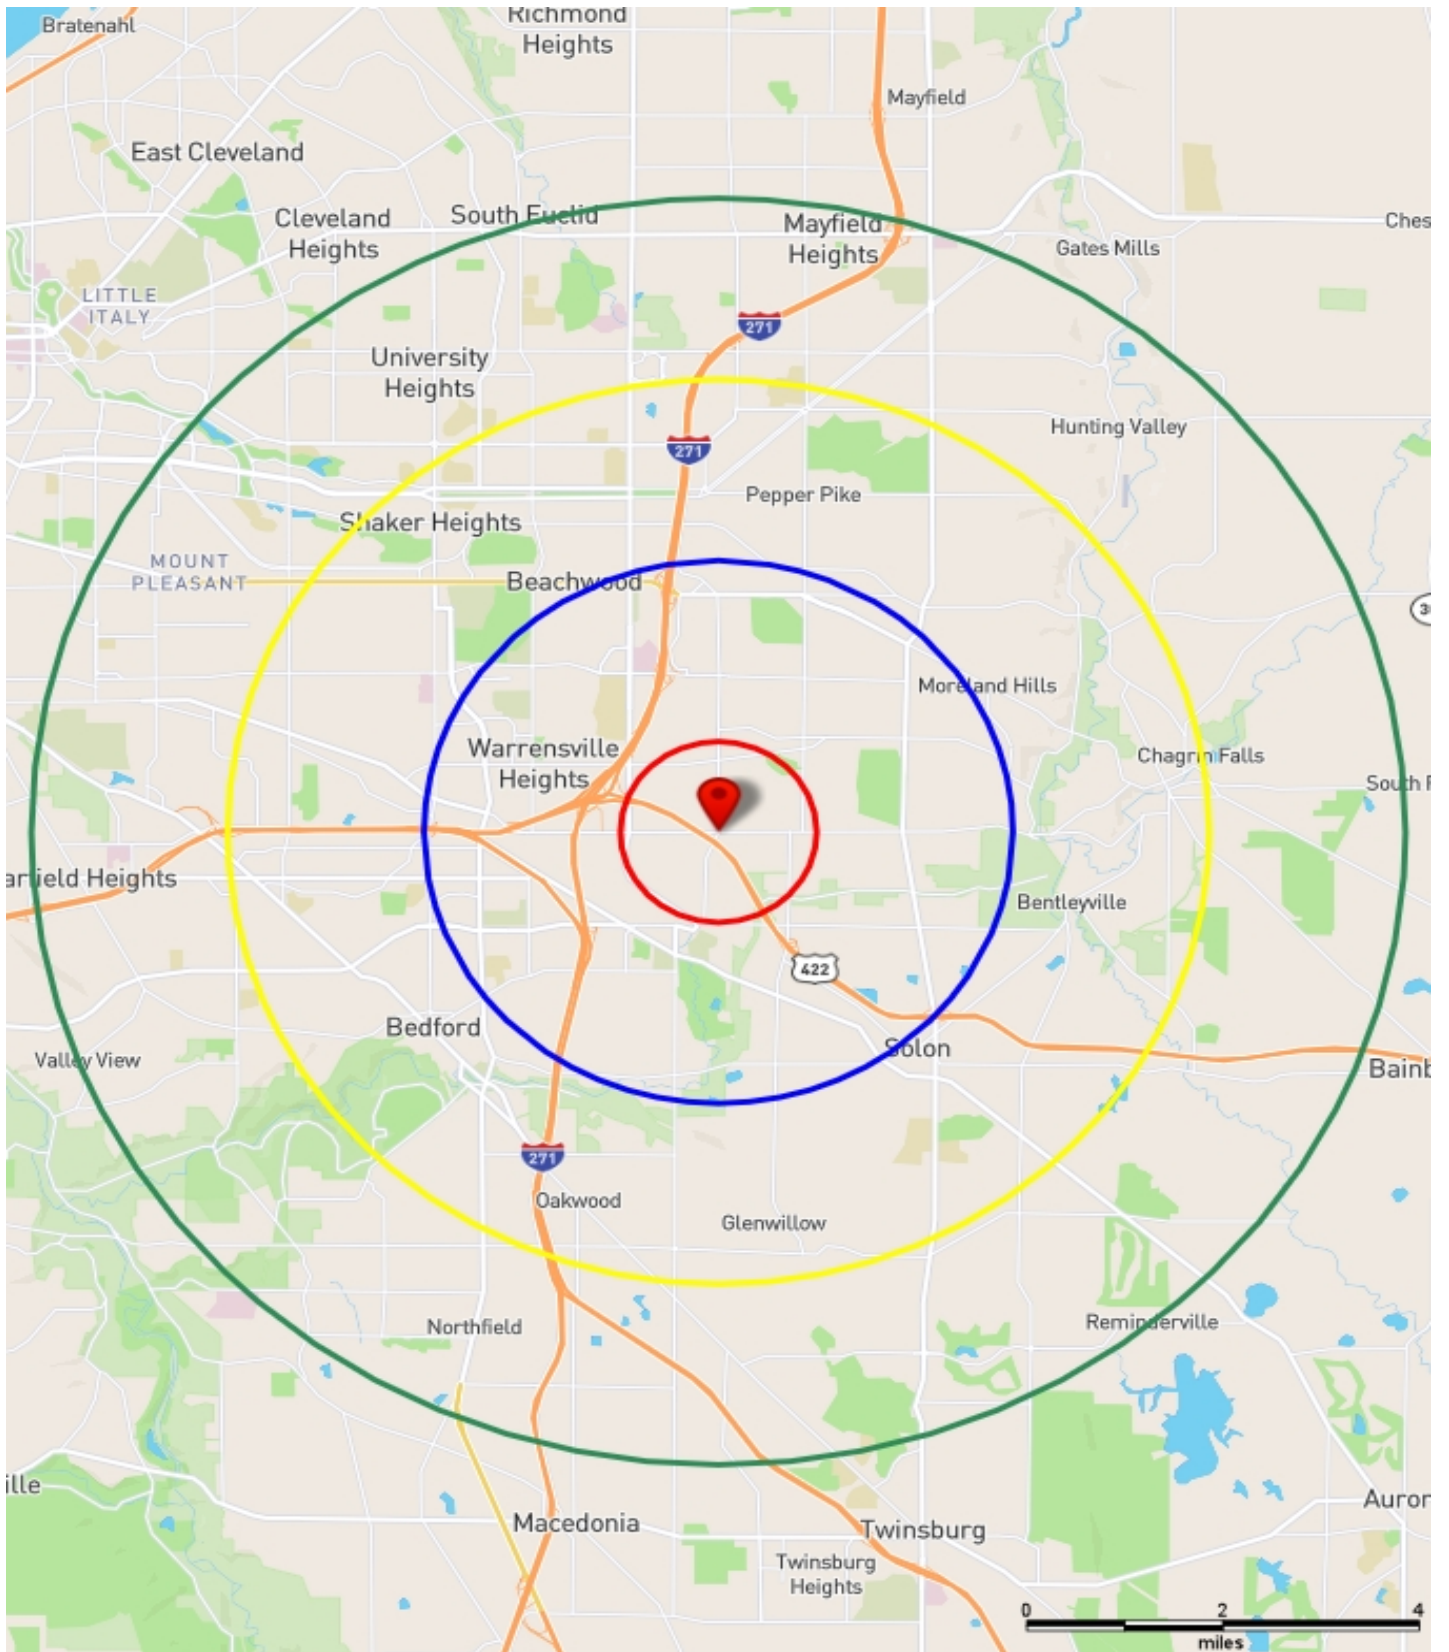 Bratenahl
Richmond
Heights
Mayfield
East Cleveland
Cleveland
Heights
South Euclid
Mayfield
Heights
Gates Mills
Ches
LITTLE
ITALY
271
University
Heights
271
Hunting Valley
Pepper Pike
Shaker Heights
MOUNT
PLEASANT
Beachwood
3
Moreland Hills
Warrensville
Heights
Chagrin Falls
South F
arfield Heights
Bentleyville
422
Bedford
Solon
Valley View
Bainb
271
Oakwood
Glenwillow
Northfield
Reminderville
ille
Auror
Macedonia
Twinsburg
Twinsburg
Heights
0 2 4
miles